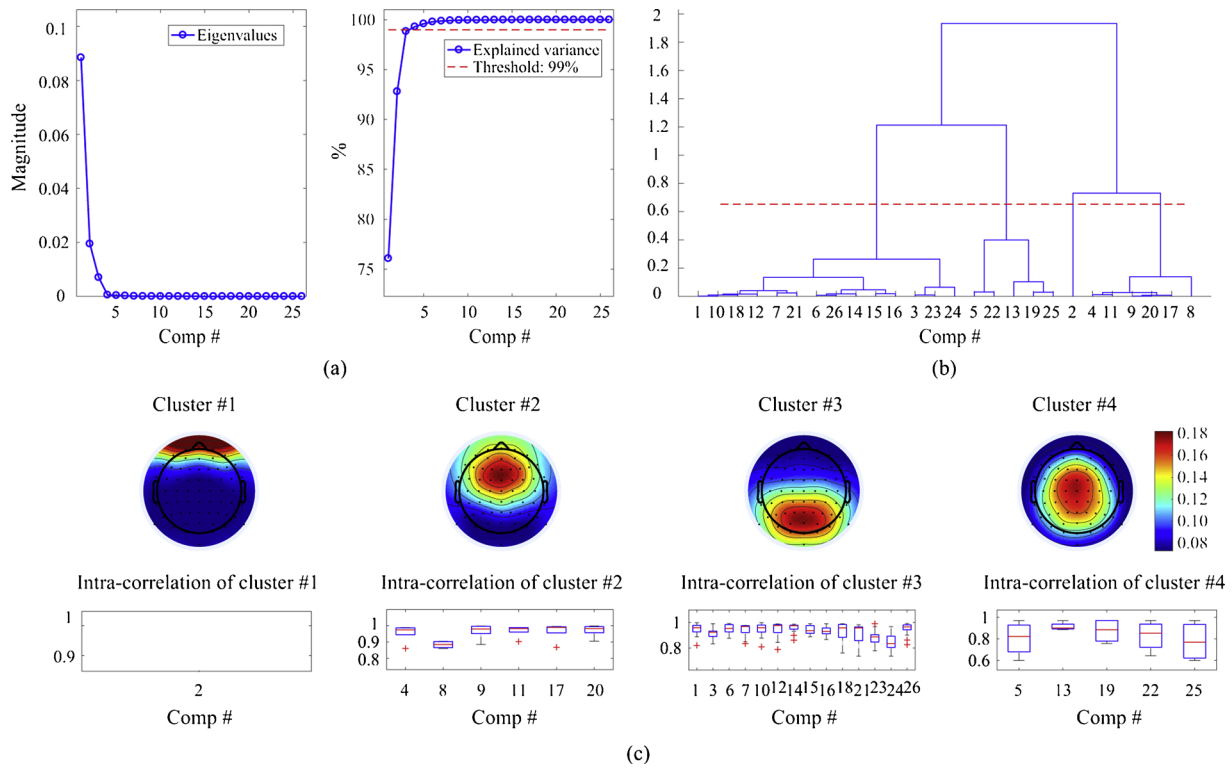 0.1
0.08
0.06
0.04
0.02
0
Magnitude
5 10 15 20 25
Comp #
Eigenvalues
100
95
90
85
80
75
%
5 10 15 20 25
Comp #
Explained variance
Threshold: 99%
(a)
2
1.8
1.6
1.4
1.2
1
0.8
0.6
0.4
0.2
0
1 10 18 12 7 21 6 26 14 15 16 3 23 24 5 22 13 19 25 2 4 11 9 20 17 8
Comp #
(b)
Cluster #1 Cluster #2 Cluster #3 Cluster #4
0.18
0.16
0.14
0.12
0.10
0.08
Intra-correlation of cluster #1
1
0.9
2
Comp #
Intra-correlation of cluster #2
1
0.9
0.8
4 8 9 11 17 20
Comp #
Intra-correlation of cluster #3
1
0.8
1 3 6 7 10 12 14 15 16 18 21 23 24 26
Comp #
Intra-correlation of cluster #4
1
0.8
0.6
5 13 19 22 25
Comp #
(c)